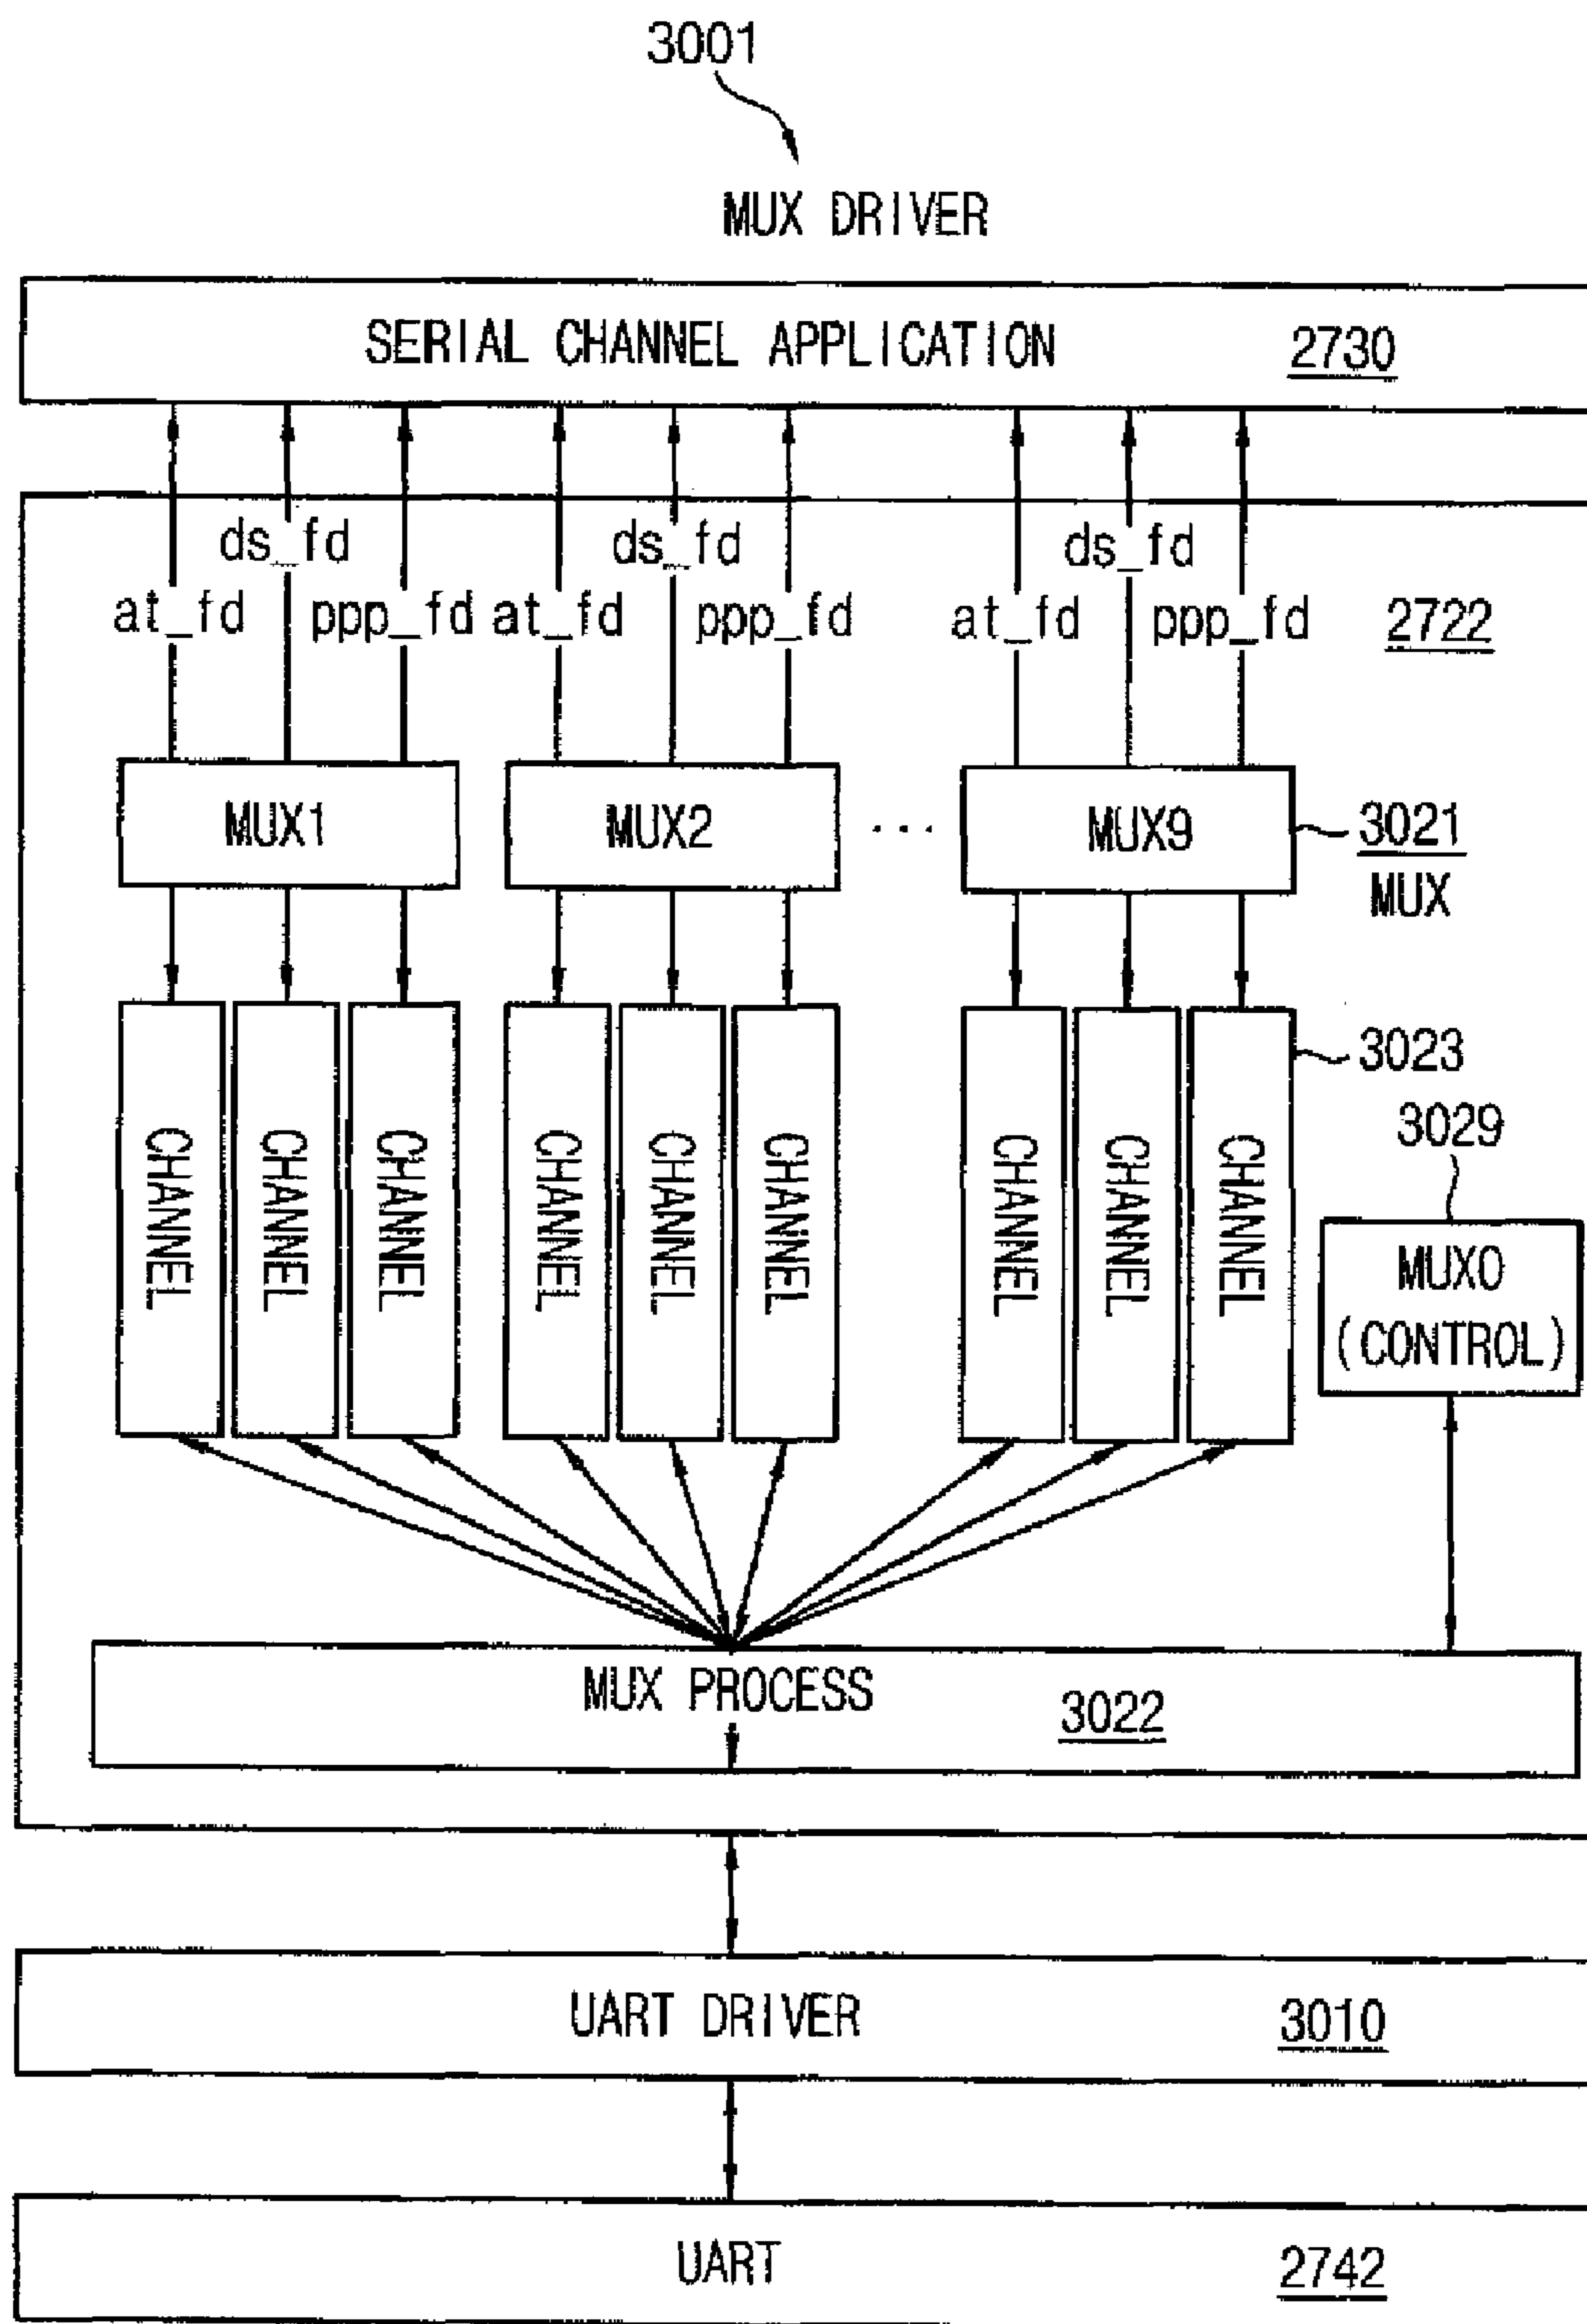 3001
MUX DRIVER
SERIAL CHANNEL APPLICATION 2730
ds_fd ds_fd ds_fd
at_fd ppp_fd at_fd ppp_fd at_fd ppp_fd 2722
MUX1 MUX2 ... MUX9 3021
MUX
3023
3029
CHANNEL CHANNEL CHANNEL CHANNEL CHANNEL CHANNEL CHANNEL CHANNEL CHANNEL
MUX0
(CONTROL)
MUX PROCESS 3022
UART DRIVER 3010
UART 2742